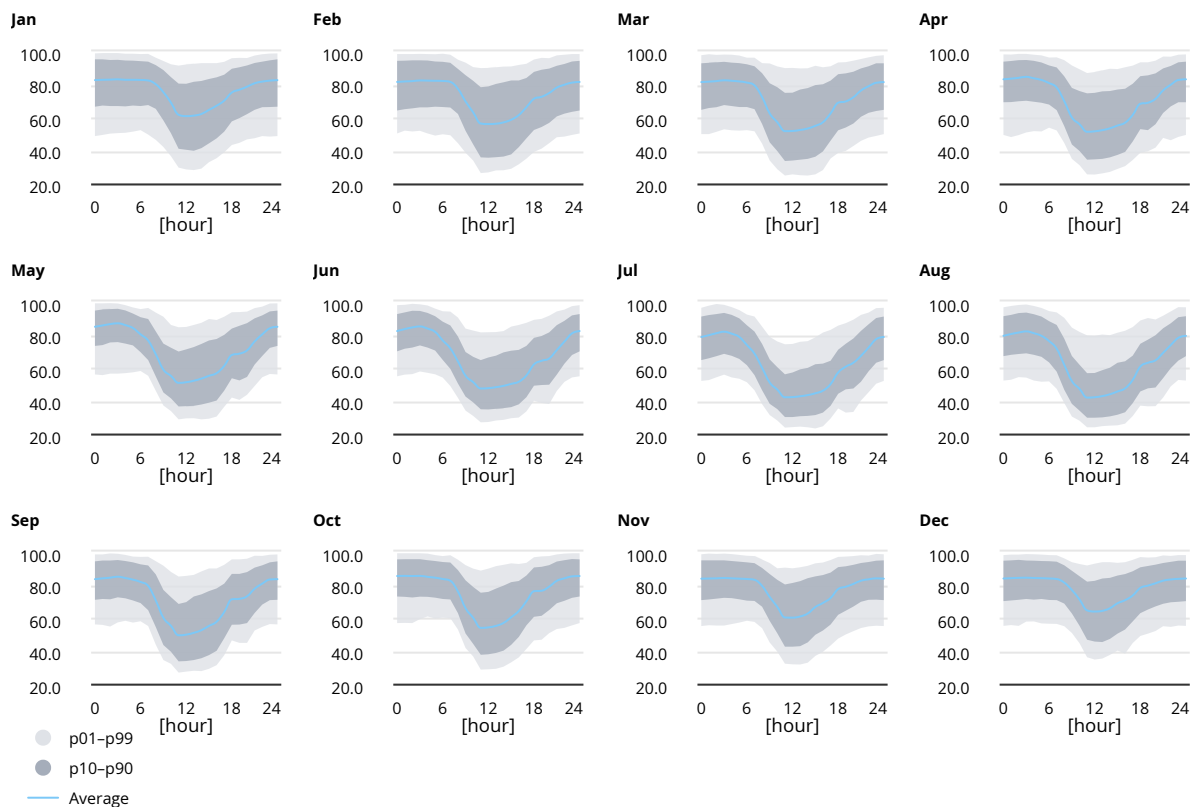 Jan Feb Mar Apr
100.0 100.0 100.0 100.0
80.0 80.0 80.0 80.0
60.0 60.0 60.0 60.0
40.0 40.0 40.0 40.0
20.0 20.0 20.0 20.0
0 6 12 18 24 0 6 12 18 24 0 6 12 18 24 0 6 12 18 24
[hour] [hour] [hour] [hour]
May Jun Jul Aug
100.0 100.0 100.0 100.0
80.0 80.0 80.0 80.0
60.0 60.0 60.0 60.0
40.0 40.0 40.0 40.0
20.0 20.0 20.0 20.0
0 6 12 18 24 0 6 12 18 24 0 6 12 18 24 0 6 12 18 24
[hour] [hour] [hour] [hour]
Sep Oct Nov Dec
100.0 100.0 100.0 100.0
80.0 80.0 80.0 80.0
60.0 60.0 60.0 60.0
40.0 40.0 40.0 40.0
20.0 20.0 20.0 20.0
0 6 12 18 24 0 6 12 18 24 0 6 12 18 24 0 6 12 18 24
[hour] [hour] [hour] [hour]
p01–p99
p10–p90
Average